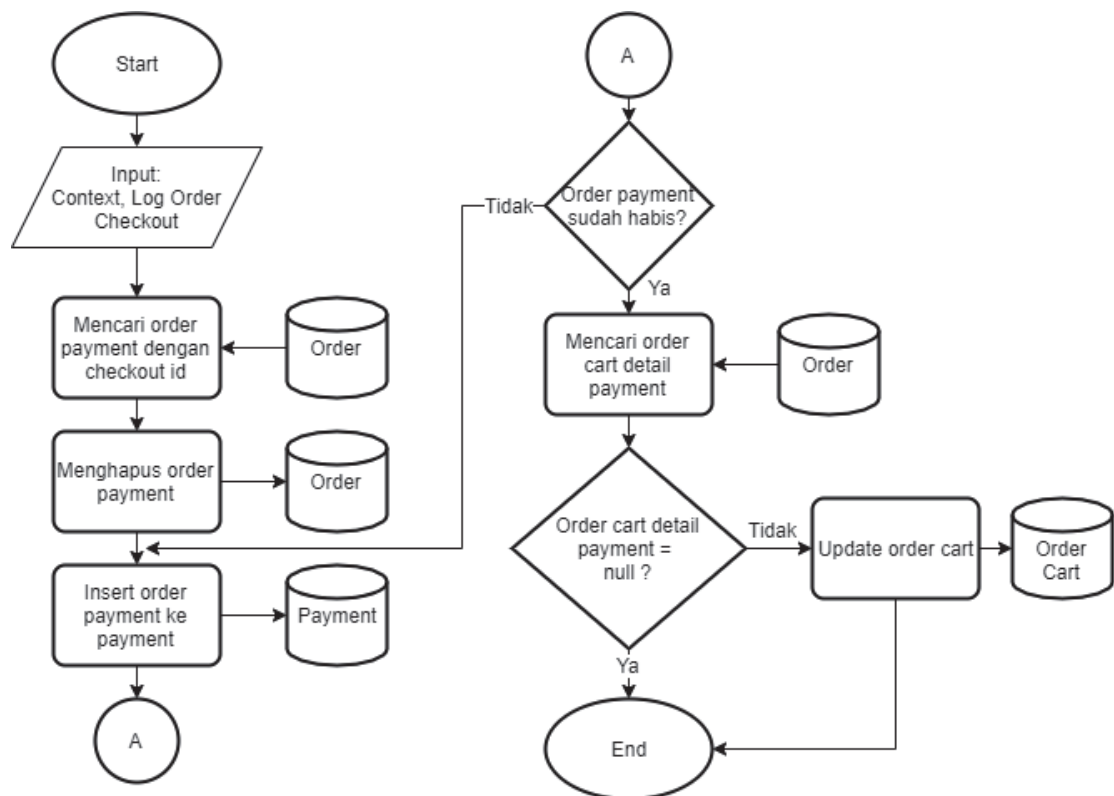 Start
Input:
Context, Log Order
Checkout
Mencari order
payment dengan
checkout id
Order
Menghapus order
payment
Order
Insert order
payment ke
payment
Payment
A
A
Order payment
sudah habis?
Tidak
Ya
Mencari order
cart detail
payment
Order
Order cart detail
payment =
null ?
Tidak
Update order cart
Order
Cart
Ya
End